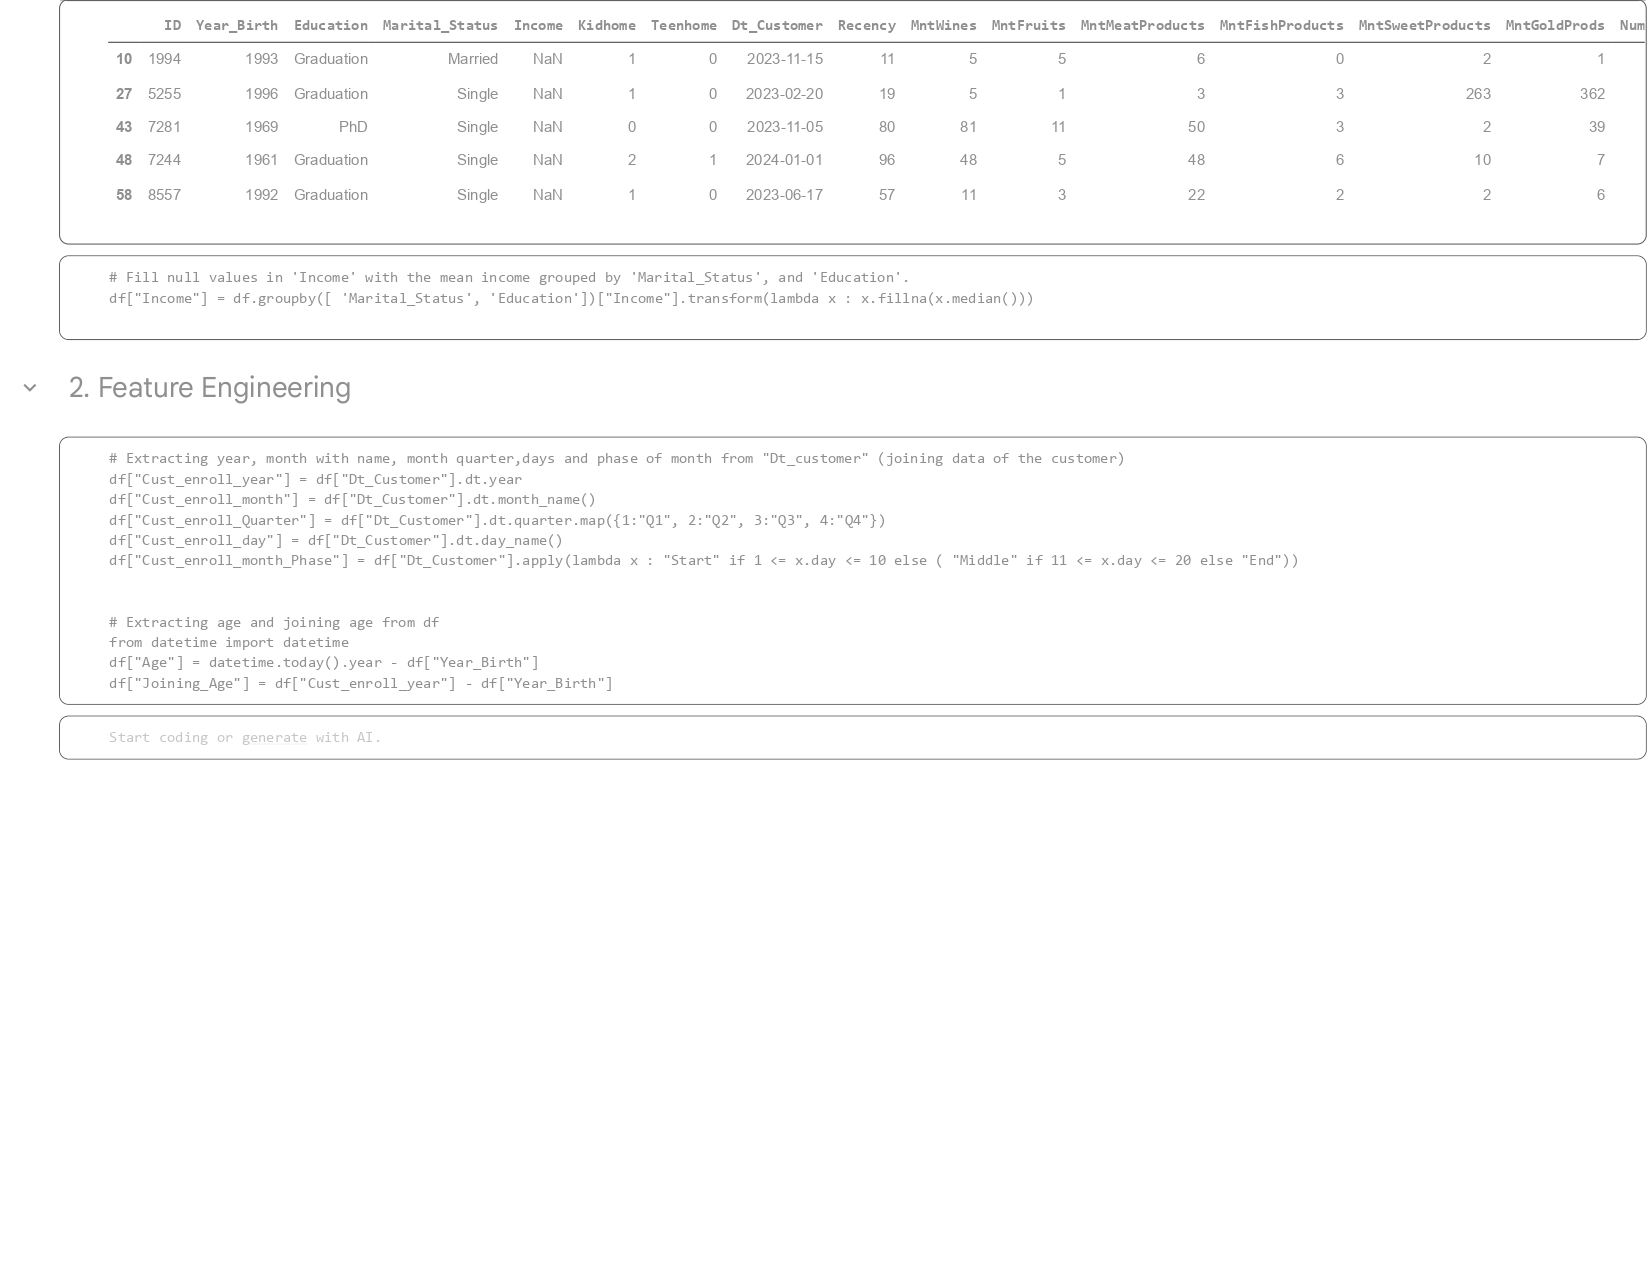 ID Year_Birth Education Marital_Status Income Kidhome Teenhome Dt_Customer Recency MntWines MntFruits MntMeatProducts MntFishProducts MntSweetProducts MntGoldProds Num
10 1994 1993 Graduation Married NaN 1 0 2023-11-15 11 5 5 6 0 2 1
27 5255 1996 Graduation Single NaN 1 0 2023-02-20 19 5 1 3 3 263 362
43 7281 1969 PhD Single NaN 0 0 2023-11-05 80 81 11 50 3 2 39
48 7244 1961 Graduation Single NaN 2 1 2024-01-01 96 48 5 48 6 10 7
58 8557 1992 Graduation Single NaN 1 0 2023-06-17 57 11 3 22 2 2 6
# Fill null values in 'Income' with the mean income grouped by 'Marital_Status', and 'Education'.
df["Income"] = df.groupby([ 'Marital_Status', 'Education'])["Income"].transform(lambda x : x.fillna(x.median()))
2. Feature Engineering
# Extracting year, month with name, month quarter,days and phase of month from "Dt_customer" (joining data of the customer)
df["Cust_enroll_year"] = df["Dt_Customer"].dt.year
df["Cust_enroll_month"] = df["Dt_Customer"].dt.month_name()
df["Cust_enroll_Quarter"] = df["Dt_Customer"].dt.quarter.map({1:"Q1", 2:"Q2", 3:"Q3", 4:"Q4"})
df["Cust_enroll_day"] = df["Dt_Customer"].dt.day_name()
df["Cust_enroll_month_Phase"] = df["Dt_Customer"].apply(lambda x : "Start" if 1 <= x.day <= 10 else ( "Middle" if 11 <= x.day <= 20 else "End"))
# Extracting age and joining age from df
from datetime import datetime
df["Age"] = datetime.today().year - df["Year_Birth"]
df["Joining_Age"] = df["Cust_enroll_year"] - df["Year_Birth"]
Start coding or generate with AI.